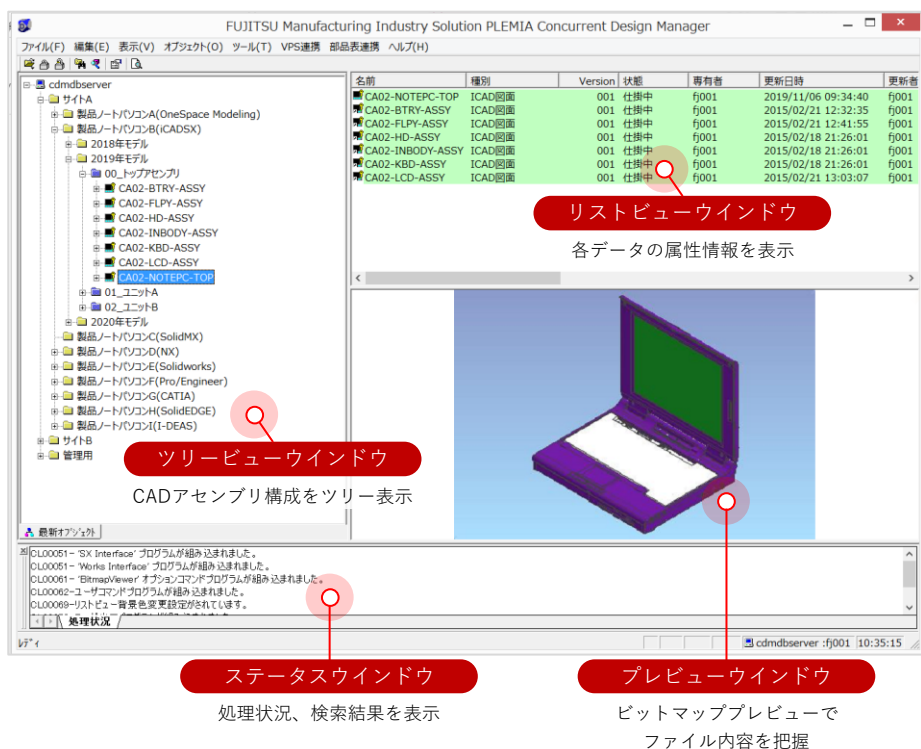 FUJITSU Manufacturing Industry Solution PLEMIA Concurrent Design Manager
ファイル(F) 編集(E) 表示(V) オブジェクト(O) ツール(T) VPS連携 部品表連携 ヘルプ(H)
cdmdbserver
サイトA
製品ノートパソコンA(OneSpace Modeling)
製品ノートパソコンB(iCADSX)
2018年モデル
2019年モデル
00_トップアセンブリ
CA02-BTRY-ASSY
CA02-FLPY-ASSY
CA02-HD-ASSY
CA02-INBODY-ASSY
CA02-KBD-ASSY
CA02-LCD-ASSY
CA02-NOTEPC-TOP
01_ユニットA
02_ユニットB
2020年モデル
製品ノートパソコンC(SolidMX)
製品ノートパソコンD(NX)
製品ノートパソコンE(Solidworks)
製品ノートパソコンF(Pro/Engineer)
製品ノートパソコンG(CATIA)
製品ノートパソコンH(SolidEDGE)
製品ノートパソコンI(I-DEAS)
サイトB
管理用
ツリービューウインドウ
CADアセンブリ構成をツリー表示
最新オブジェクト
名前 種別 Version 状態 専有者 更新日時 更新者
CA02-NOTEPC-TOP ICAD図面 001 仕掛中 fj001 2019/11/06 09:34:40 fj001
CA02-BTRY-ASSY ICAD図面 001 仕掛中 fj001 2015/02/21 12:32:35 fj001
CA02-FLPY-ASSY ICAD図面 001 仕掛中 fj001 2015/02/21 12:41:55 fj001
CA02-HD-ASSY ICAD図面 001 仕掛中 fj001 2015/02/18 21:26:01 fj001
CA02-INBODY-ASSY ICAD図面 001 仕掛中 fj001 2015/02/18 21:26:01 fj001
CA02-KBD-ASSY ICAD図面 001 仕掛中 fj001 2015/02/18 21:26:01 fj001
CA02-LCD-ASSY ICAD図面 001 仕掛中 fj001 2015/02/21 13:03:07 fj001
リストビューウインドウ
各データの属性情報を表示
CL00051- 'SX Interface' プログラムが組み込まれました。
CL00051- 'Works Interface' プログラムが組み込まれました。
CL00061- 'BitmapViewer' オプションコマンドプログラムが組み込まれました。
CL00062-ユーザコマンドプログラムが組み込まれました。
CL00069-リストビュー背景色変更設定がされています。
処理状況
レディ
cdmdbserver :fj001 10:35:15
ステータスウインドウ
処理状況、検索結果を表示
プレビューウインドウ
ビットマッププレビューで
ファイル内容を把握